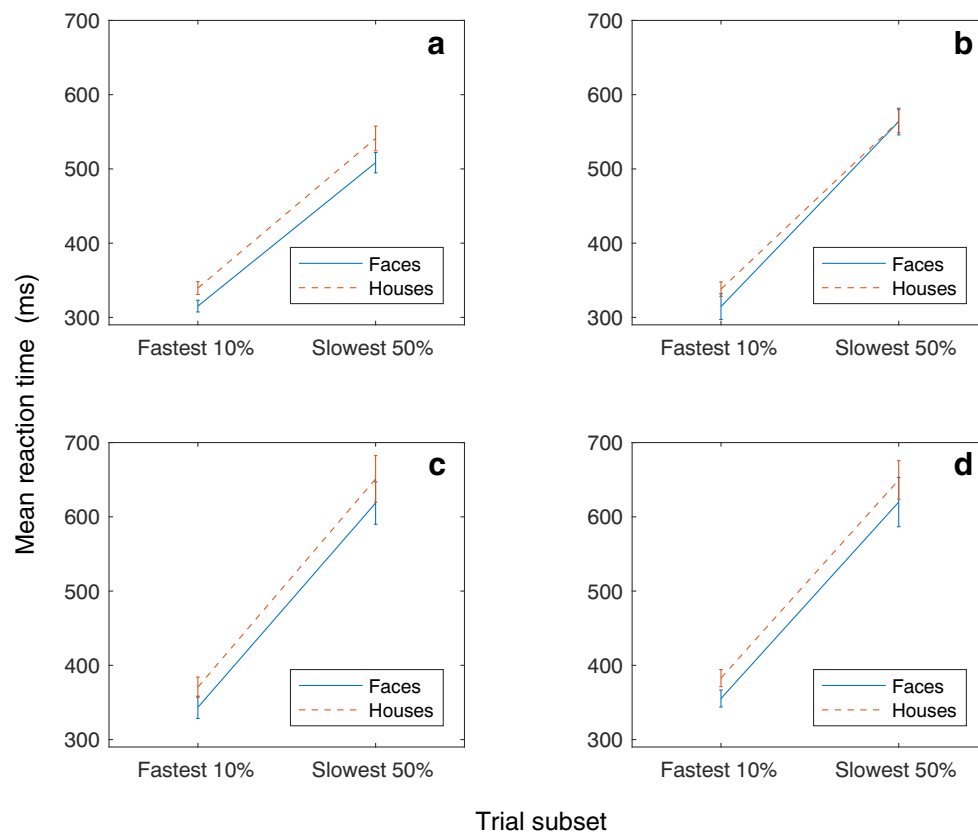 a
700
600
500
400
300
Faces
Houses
Fastest 10%
Slowest 50%
b
700
600
500
400
300
Faces
Houses
Fastest 10%
Slowest 50%
Mean reaction time (ms)
c
700
600
500
400
300
Faces
Houses
Fastest 10%
Slowest 50%
d
700
600
500
400
300
Faces
Houses
Fastest 10%
Slowest 50%
Trial subset